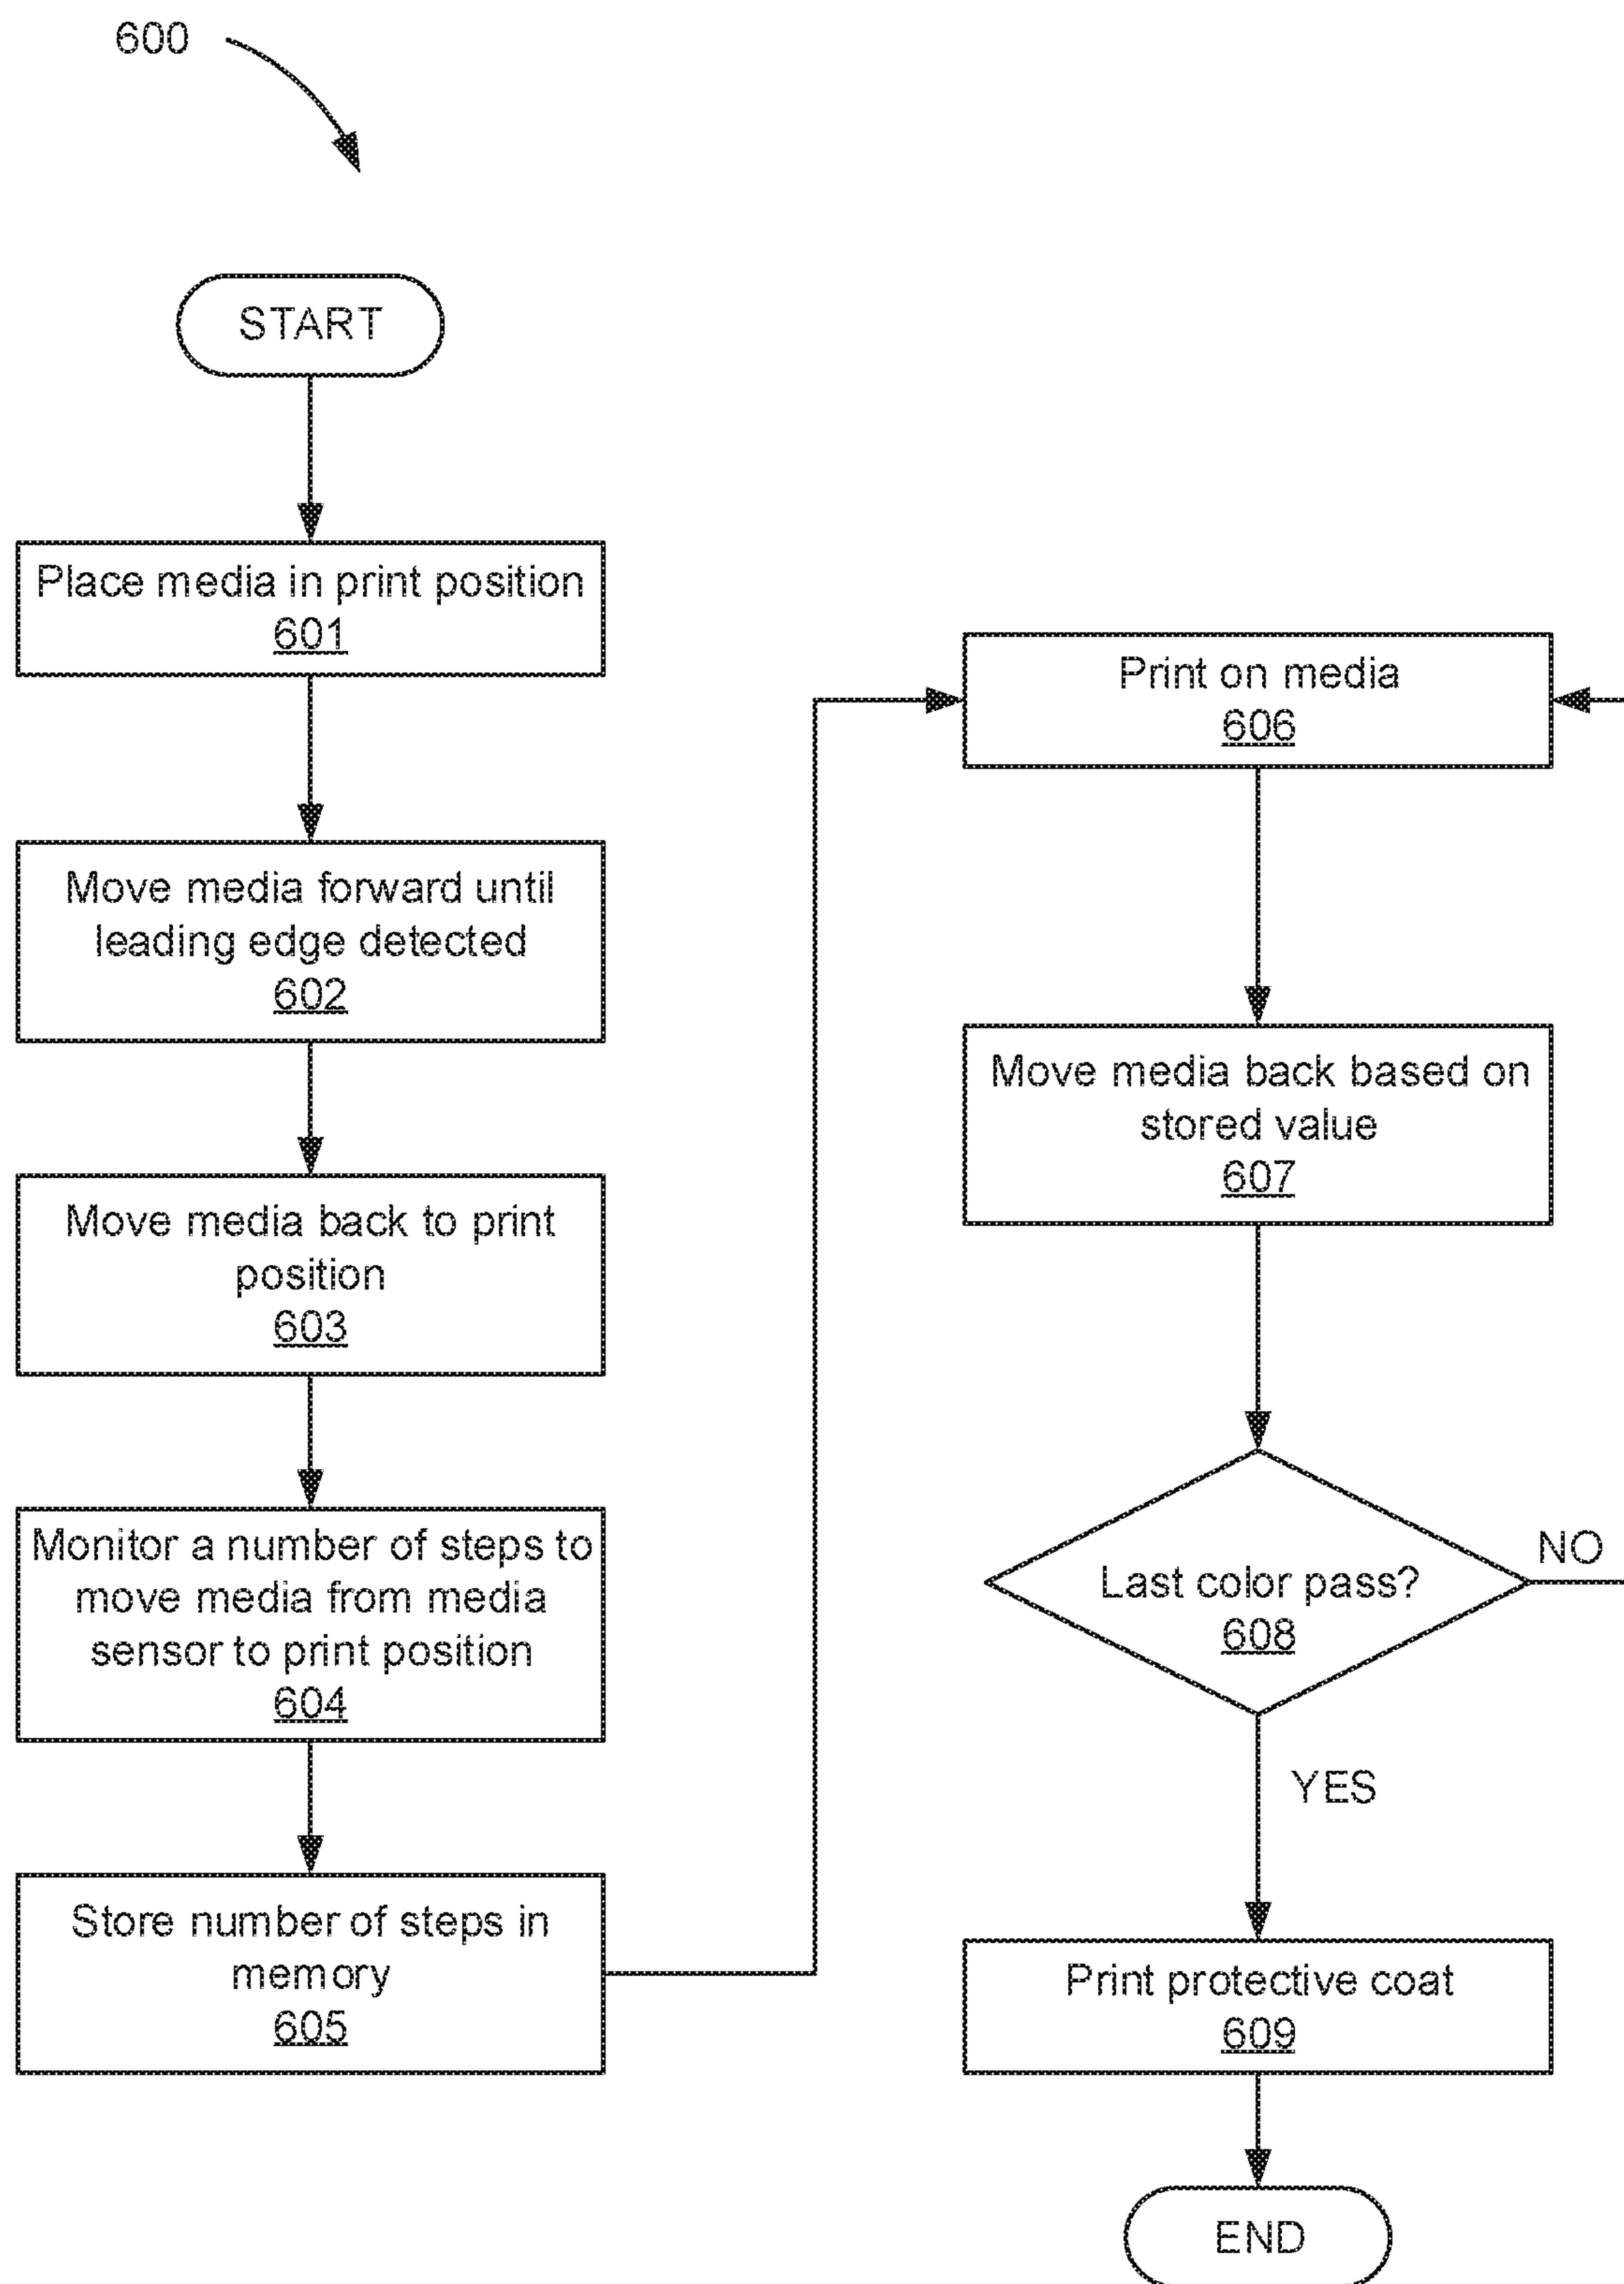 600
START
Place media in print position
601
Move media forward until
leading edge detected
602
Move media back to print
position
603
Monitor a number of steps to
move media from media
sensor to print position
604
Store number of steps in
memory
605
Print on media
606
Move media back based on
stored value
607
Last color pass?
608
NO
YES
Print protective coat
609
END